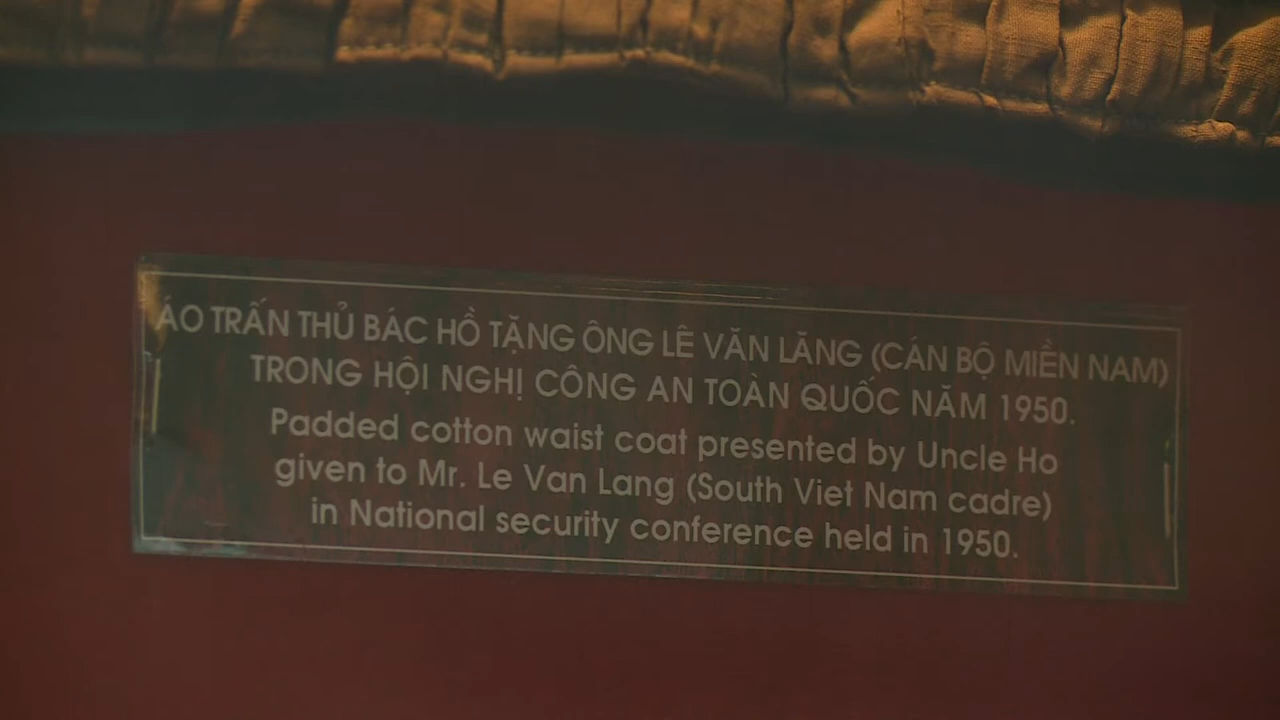 ÁO TRẤN THỦ BÁC HỒ TẶNG ÔNG LÊ VĂN LĂNG (CÁN BỘ MIỀN NAM)
TRONG HỘI NGHỊ CÔNG AN TOÀN QUỐC NĂM 1950.
Padded cotton waist coat presented by Uncle Ho
given to Mr. Le Van Lang (South Viet Nam cadre)
in National security conference held in 1950.